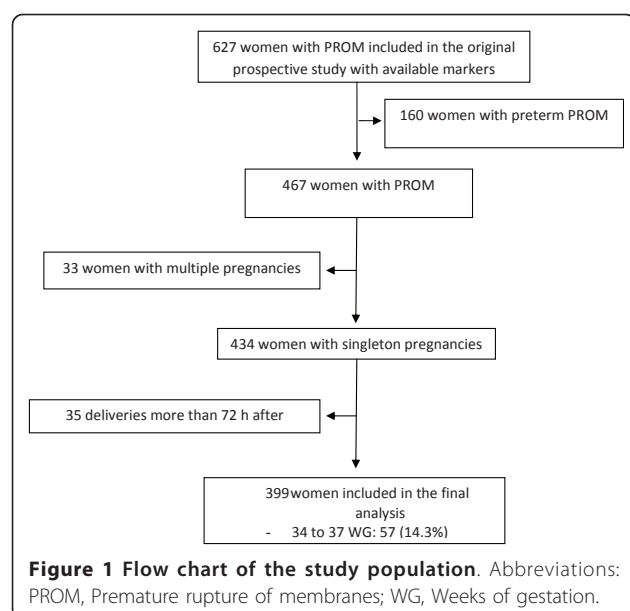 627 women with PROM included in the original
prospective study with available markers
160 women with preterm PROM
467 women with PROM
33 women with multiple pregnancies
434 women with singleton pregnancies
35 deliveries more than 72 h after
399women included in the final
analysis
- 34 to 37 WG: 57 (14.3%)
Figure 1 Flow chart of the study population. Abbreviations:
PROM, Premature rupture of membranes; WG, Weeks of gestation.